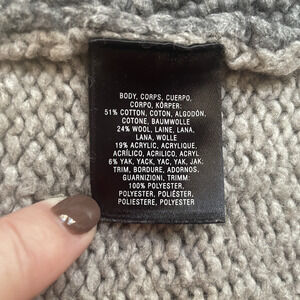 BODY, CORPS, CUERPO,
CORPO, KÖRPER:
51% COTTON, COTON, ALGODÓN,
COTONE, BAUMWOLLE
24% WOOL, LAINE, LANA,
LANA, WOLLE
19% ACRYLIC, ACRYLIQUE,
ACRÍLICO, ACRILICO, ACRYL
6% YAK, YACK, YAC, YAK, JAK;
TRIM, BORDURE, ADORNOS,
GUARNIZIONI, TRIMM:
100% POLYESTER,
POLYESTER, POLIÉSTER,
POLIESTERE, POLYESTER